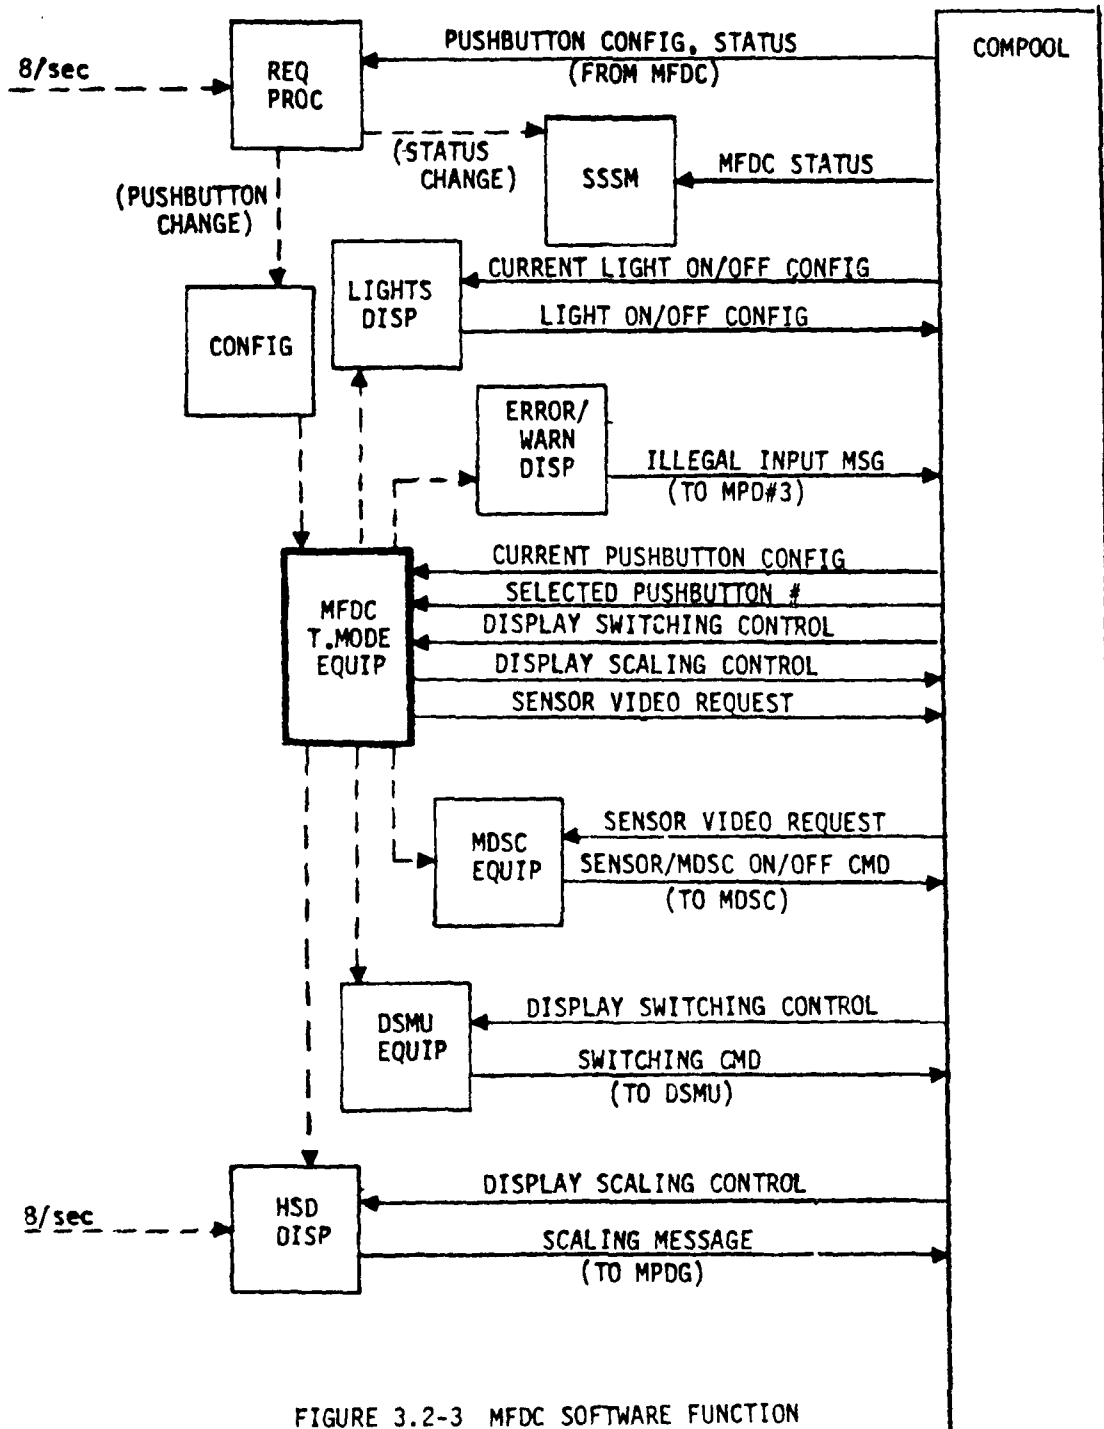 PUSHBUTTON CONFIG, STATUS
(FROM MFDC)
COMPOOL
8/sec
REQ
PROC
(STATUS
CHANGE)
SSSM
MFDC STATUS
(PUSHBUTTON
CHANGE)
LIGHTS
DISP
CURRENT LIGHT ON/OFF CONFIG
LIGHT ON/OFF CONFIG
CONFIG
ERROR/
WARN
DISP
ILLEGAL INPUT MSG
(TO MPD#3)
MFDC
T.MODE
EQUIP
CURRENT PUSHBUTTON CONFIG
SELECTED PUSHBUTTON #
DISPLAY SWITCHING CONTROL
DISPLAY SCALING CONTROL
SENSOR VIDEO REQUEST
MDSC
EQUIP
SENSOR VIDEO REQUEST
SENSOR/MDSC ON/OFF CMD
(TO MDSC)
DSMU
EQUIP
DISPLAY SWITCHING CONTROL
SWITCHING CMD
(TO DSMU)
8/sec
HSD
DISP
DISPLAY SCALING CONTROL
SCALING MESSAGE
(TO MPDG)
FIGURE 3.2-3 MFDC SOFTWARE FUNCTION